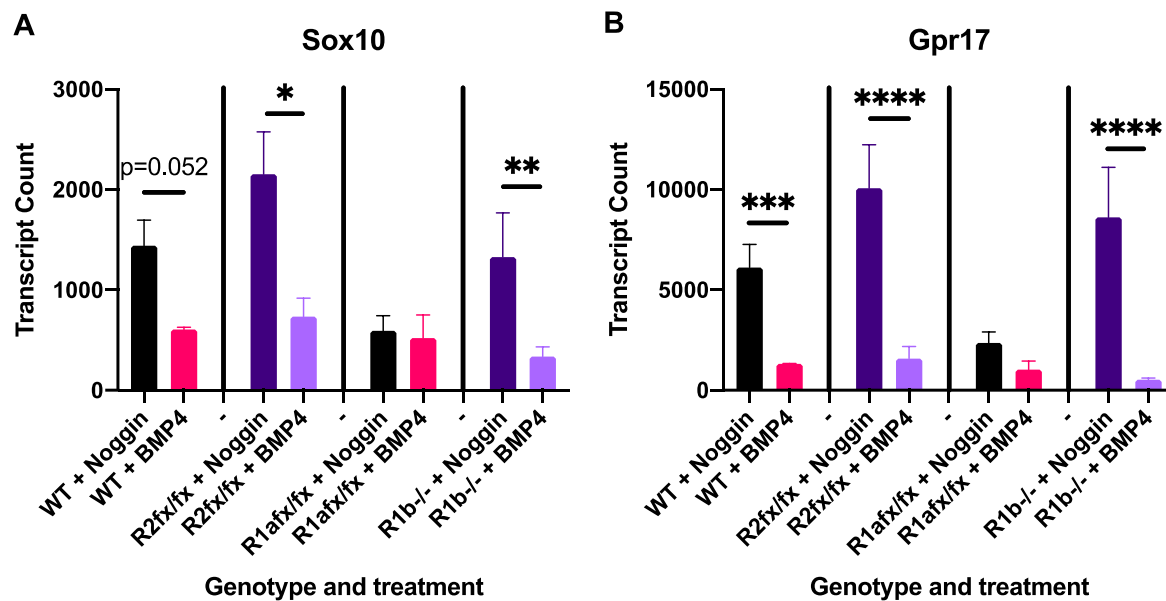 A
Sox10
Transcript Count
3000
2000
1000
0
p=0.052
*
**
WT + Noggin
WT + BMP4
-
R2fx/fx + Noggin
R2fx/fx + BMP4
-
R1afx/fx + Noggin
R1afx/fx + BMP4
-
R1b-/- + Noggin
R1b-/- + BMP4
Genotype and treatment
B
Gpr17
Transcript Count
15000
10000
5000
0
***
****
****
WT + Noggin
WT + BMP4
-
R2fx/fx + Noggin
R2fx/fx + BMP4
-
R1afx/fx + Noggin
R1afx/fx + BMP4
-
R1b-/- + Noggin
R1b-/- + BMP4
Genotype and treatment